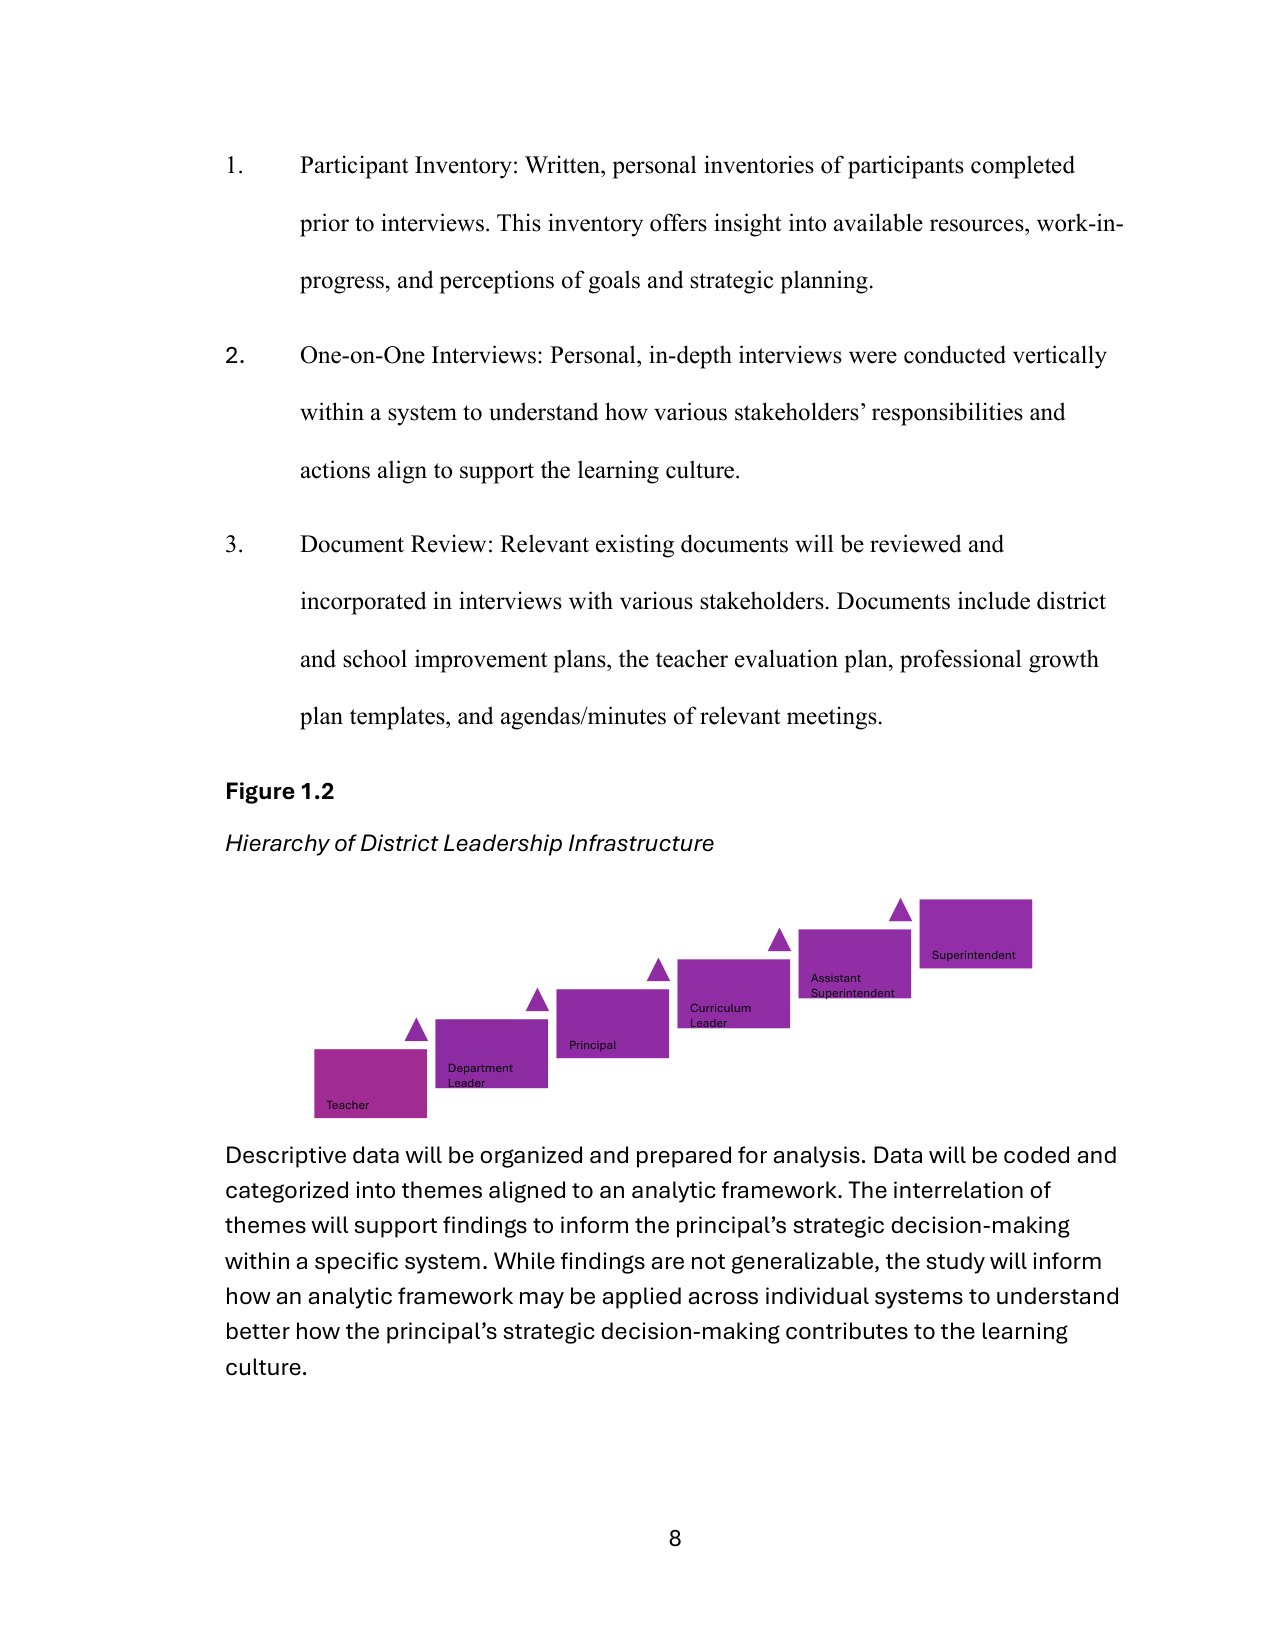 1. Participant Inventory: Written, personal inventories of participants completed
prior to interviews. This inventory offers insight into available resources, work-in-
progress, and perceptions of goals and strategic planning.
2. One-on-One Interviews: Personal, in-depth interviews were conducted vertically
within a system to understand how various stakeholders’ responsibilities and
actions align to support the learning culture.
3. Document Review: Relevant existing documents will be reviewed and
incorporated in interviews with various stakeholders. Documents include district
and school improvement plans, the teacher evaluation plan, professional growth
plan templates, and agendas/minutes of relevant meetings.
Figure 1.2
Hierarchy of District Leadership Infrastructure
Teacher
Department
Leader
Principal
Curriculum
Leader
Assistant
Superintendent
Superintendent
Descriptive data will be organized and prepared for analysis. Data will be coded and
categorized into themes aligned to an analytic framework. The interrelation of
themes will support findings to inform the principal’s strategic decision-making
within a specific system. While findings are not generalizable, the study will inform
how an analytic framework may be applied across individual systems to understand
better how the principal’s strategic decision-making contributes to the learning
culture.
8